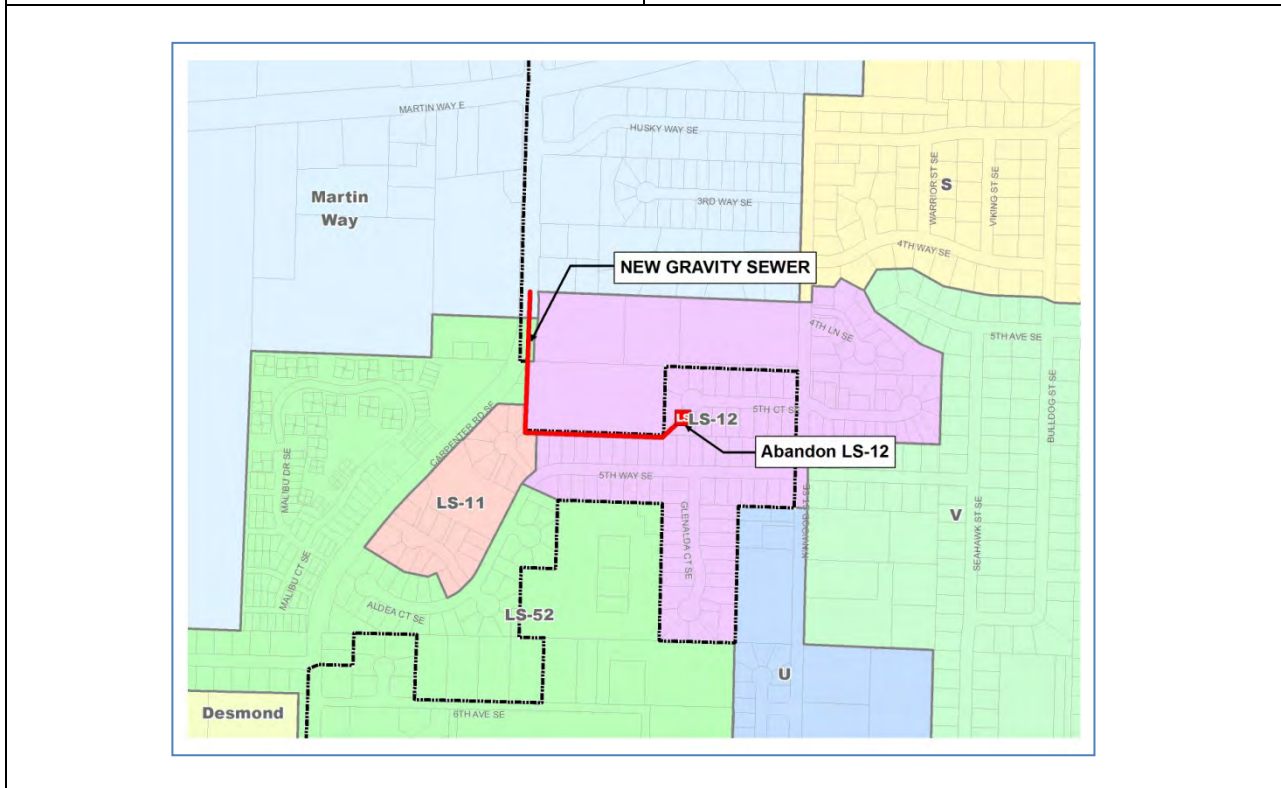 MARTIN WAY E
HUSKY WAY SE
WARRIOR ST SE
VIKING ST SE
S
Martin
Way
3RD WAY SE
4TH WAY SE
NEW GRAVITY SEWER
4TH LN SE
5TH AVE SE
BULLDOG ST SE
LS
LS-12
5TH CT SE
CARPENTER RD SE
Abandon LS-12
MALIBU DR SE
5TH WAY SE
LS-11
GLENALDA CT SE
V
SEAHAWK ST SE
MALIBU CT SE
ALDEA CT SE
LS-52
U
Desmond
6TH AVE SE